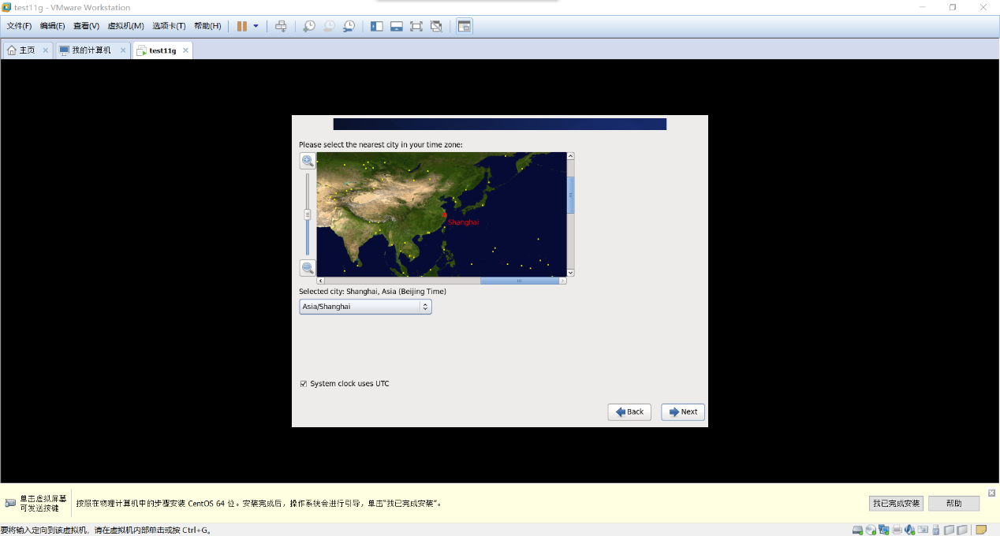 test11g - VMware Workstation
文件(F) 编辑(E) 查看(V) 虚拟机(M) 选项卡(T) 帮助(H)
主页 我的计算机 test11g
Please select the nearest city in your time zone:
Shanghai
Selected city: Shanghai, Asia (Beijing Time)
Asia/Shanghai
System clock uses UTC
Back Next
单击虚拟屏幕
可发送按键
按照在物理计算机中的步骤安装 CentOS 64 位。安装完成后，操作系统会进行引导，单击“我已完成安装”。
我已完成安装 帮助
要将输入定向到该虚拟机，请在虚拟机内部单击或按 Ctrl+G。